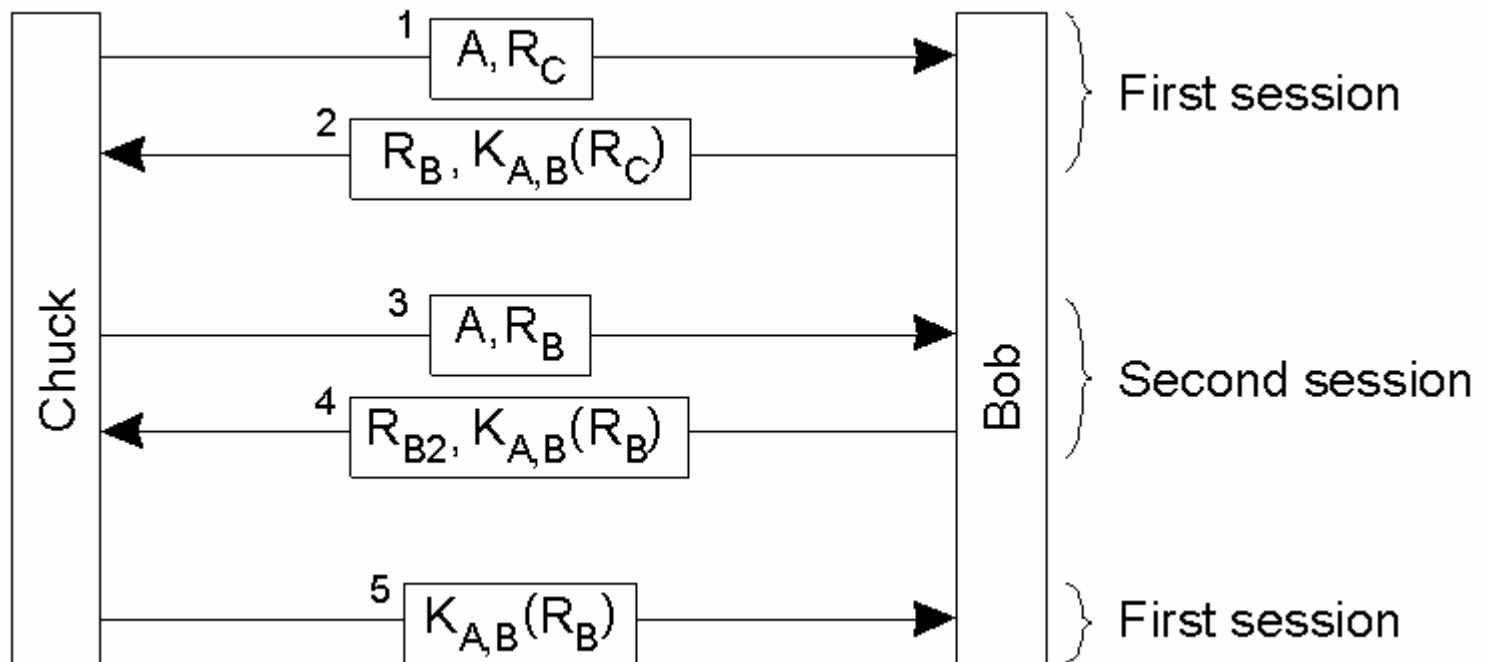 1
A, R_C
First session
2
R_B, K_A,B(R_C)
Chuck
3
A, R_B
Bob
Second session
4
R_B2, K_A,B(R_B)
5
K_A,B(R_B)
First session